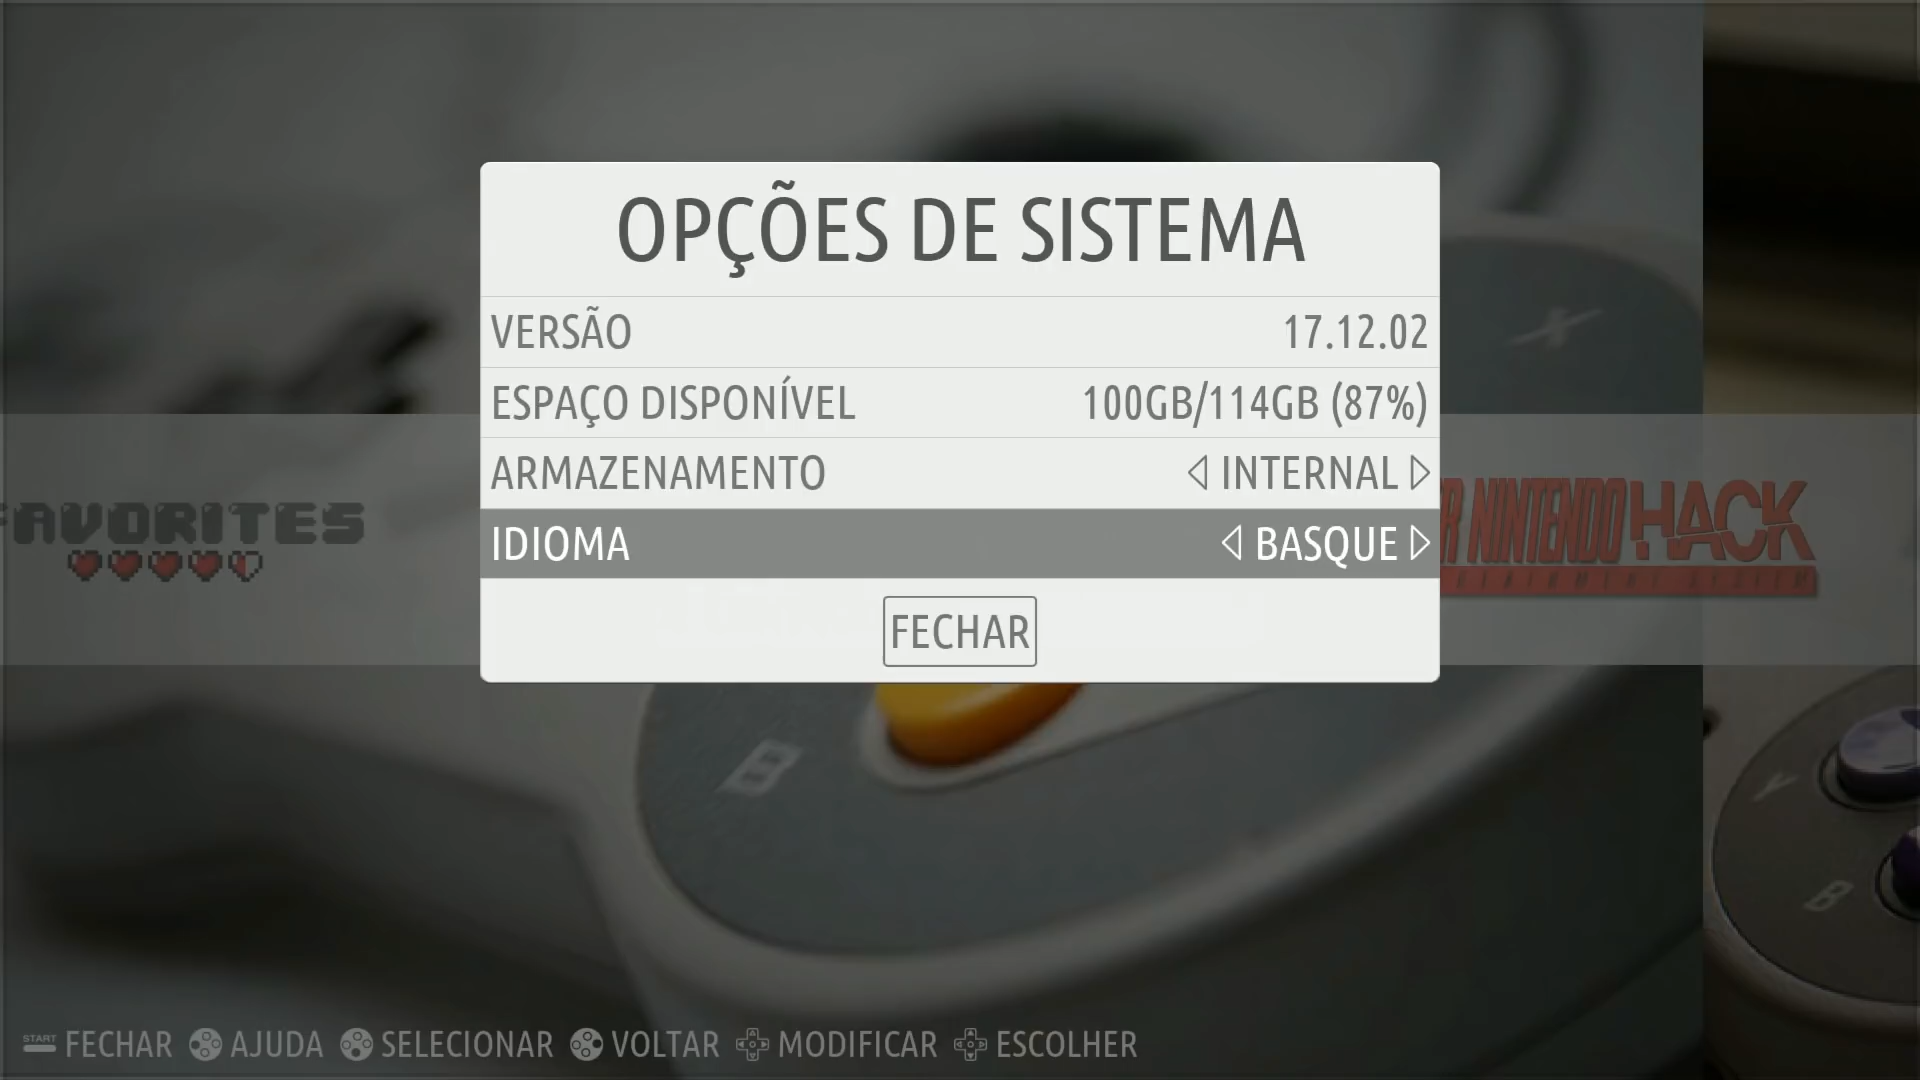 OPÇÕES DE SISTEMA
VERSÃO 17.12.02
ESPAÇO DISPONÍVEL 100GB/114GB (87%)
ARMAZENAMENTO INTERNAL
IDIOMA BASQUE
FAVORITES
NINTENDO HACK
FECHAR
X
Y
B
START FECHAR AJUDA SELECIONAR VOLTAR MODIFICAR ESCOLHER